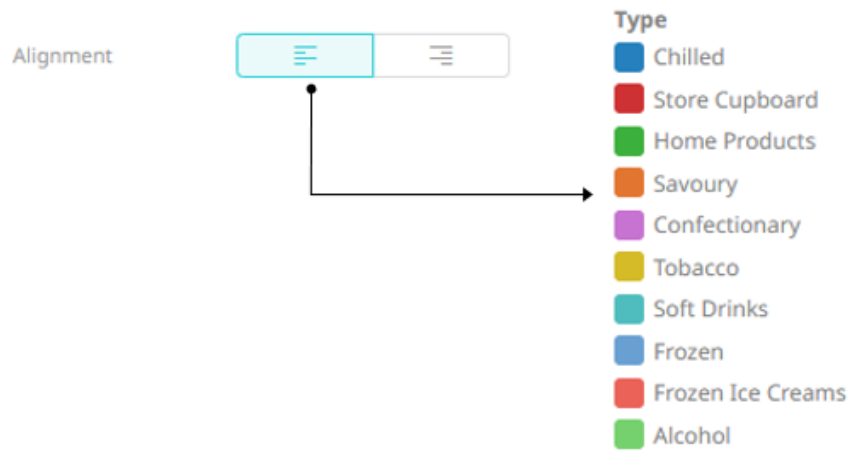 Alignment
Type
Chilled
Store Cupboard
Home Products
Savoury
Confectionary
Tobacco
Soft Drinks
Frozen
Frozen Ice Creams
Alcohol